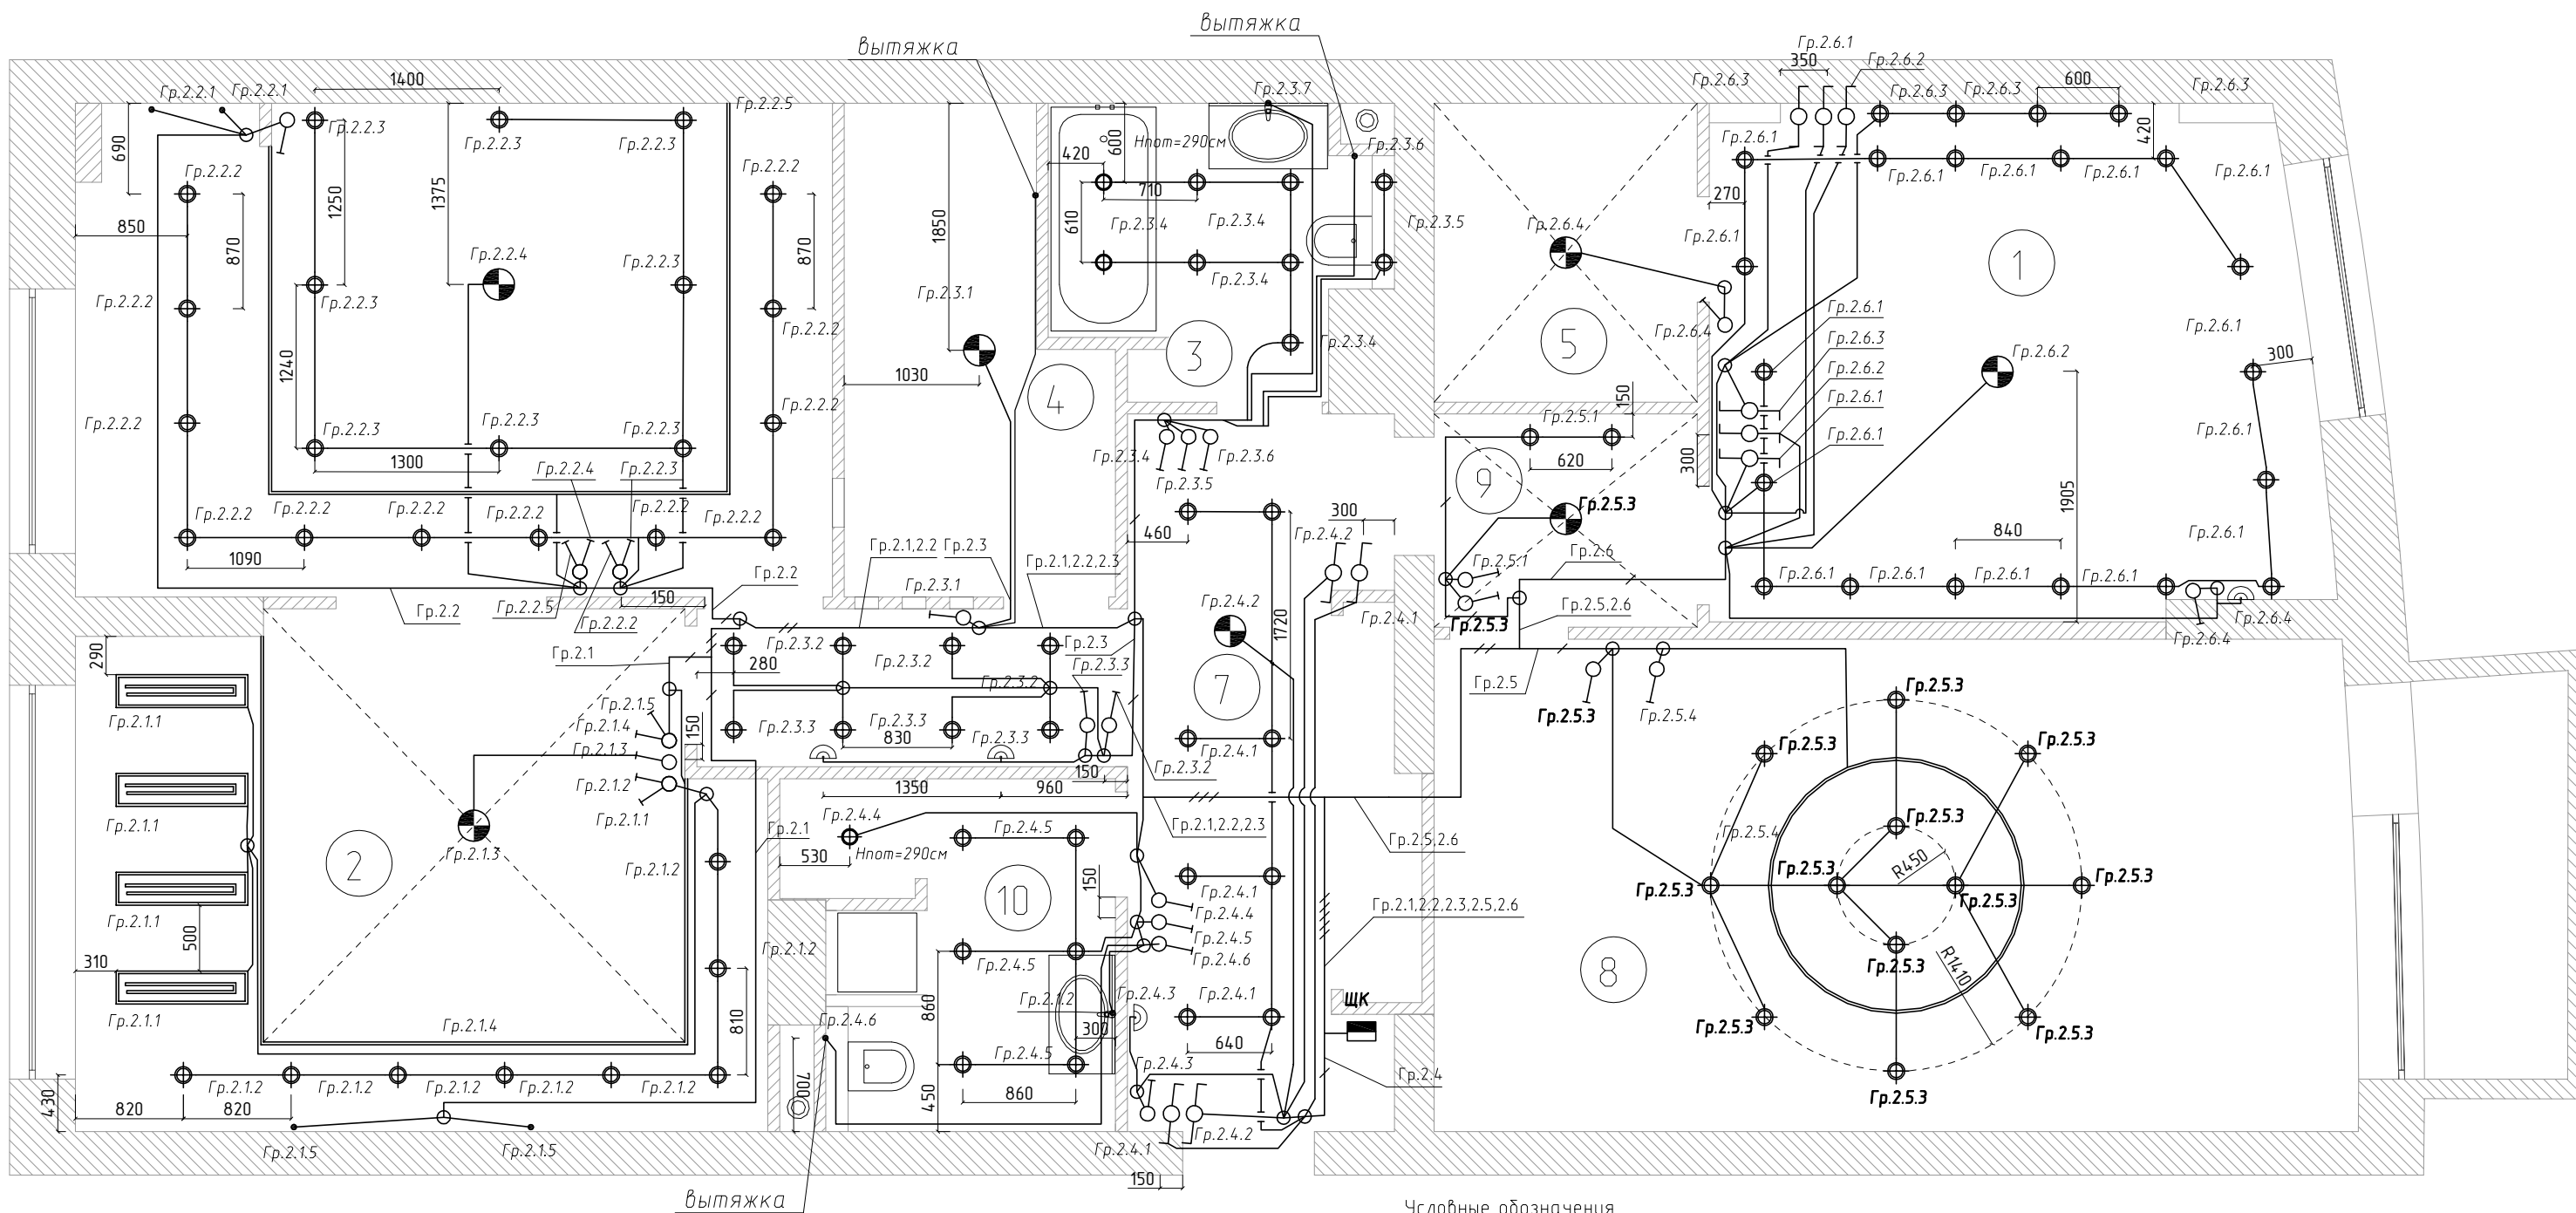 вытяжка
вытяжка
Гр.2.6.1
350
Гр.2.6.2
Гр.2.6.3
600
Гр.2.6.3
Гр.2.6.3
Гр.2.6.3
1400
Гр.2.2.1
Гр.2.2.1
Гр.2.2.5
Гр.2.3.7
Гр.2.2.3
Гр.2.2.3
Гр.2.2.3
690
600
Нпот=290см
Гр.2.3.6
Гр.2.6.1
420
420
Гр.2.2.2
Гр.2.2.2
Гр.2.6.1
Гр.2.6.1
Гр.2.6.1
Гр.2.6.1
1250
1375
710
270
850
870
870
1850
610
Гр.2.3.4
Гр.2.3.4
Гр.2.3.5
Гр.2.6.4
Гр.2.6.1
1
Гр.2.2.4
Гр.2.2.3
Гр.2.3.4
Гр.2.2.2
Гр.2.2.3
Гр.2.3.1
Гр.2.6.1
Гр.2.2.2
3
Гр.2.3.4
5
Гр.2.6.4
Гр.2.6.3
Гр.2.6.1
1240
1030
4
Гр.2.6.2
Гр.2.6.2
300
Гр.2.6.1
150
Гр.2.2.2
Гр.2.2.3
Гр.2.2.3
Гр.2.2.3
Гр.2.2.2
Гр.2.5.1
Гр.2.6.1
Гр.2.6.1
1300
Гр.2.2.4
Гр.2.2.3
Гр.2.3.4
Гр.2.3.6
Гр.2.3.5
620
300
9
1905
Гр.2.2.2
Гр.2.2.2
Гр.2.2.2
Гр.2.2.2
Гр.2.2.2
Гр.2.2.2
300
Гр.2.5.3
460
Гр.2.4.2
840
Гр.2.6.1
1090
Гр.2.1,2.2
Гр.2.3
Гр.2.1,2.2,2.3
Гр.2.5.1
Гр.2.6
Гр.2.2
Гр.2.3.1
Гр.2.6.1
Гр.2.6.1
Гр.2.6.1
Гр.2.6.1
150
Гр.2.2
Гр.2.2.5
Гр.2.2.2
Гр.2.4.2
Гр.2.4.1
Гр.2.5.3
Гр.2.5,2.6
1720
Гр.2.6.4
Гр.2.6.4
290
Гр.2.1
Гр.2.3.2
Гр.2.3.2
Гр.2.3
280
Гр.2.3.2
Гр.2.3.3
7
Гр.2.5
Гр.2.1.1
Гр.2.1.5
Гр.2.1.4
Гр.2.1.3
150
Гр.2.3.3
Гр.2.3.3
830
Гр.2.3.3
Гр.2.5.3
Гр.2.5.4
Гр.2.5.3
Гр.2.5.3
Гр.2.5.3
Гр.2.4.1
Гр.2.3.2
150
Гр.2.1.2
1350
960
Гр.2.1.1
Гр.2.1.1
Гр.2.1
Гр.2.4.4
Гр.2.4.5
Гр.2.1,2.2,2.3
Гр.2.5,2.6
Гр.2.5.4
Гр.2.5.3
2
Гр.2.1.3
530
Нпот=290см
Гр.2.1.2
10
150
Гр.2.4.1
Гр.2.4.4
Гр.2.4.5
Гр.2.4.6
Гр.2.1,2.2,2.3,2.5,2.6
R450
Гр.2.5.3
Гр.2.5.3
Гр.2.5.3
Гр.2.5.3
Гр.2.1.1
500
Гр.2.1.2
310
Гр.2.4.5
Гр.2.5.3
R1410
8
Гр.2.1.2
Гр.2.4.3
Гр.2.4.1
ЩК
Гр.2.1.1
Гр.2.1.4
810
Гр.2.4.6
860
300
Гр.2.5.3
Гр.2.5.3
640
Гр.2.4.5
Гр.2.4.3
Гр.2.4
Гр.2.1.2
Гр.2.1.2
Гр.2.1.2
Гр.2.1.2
Гр.2.1.2
700
450
860
Гр.2.5.3
430
820
820
Гр.2.1.5
Гр.2.1.5
Гр.2.4.1
Гр.2.4.2
150
вытяжка
Условные обозначения